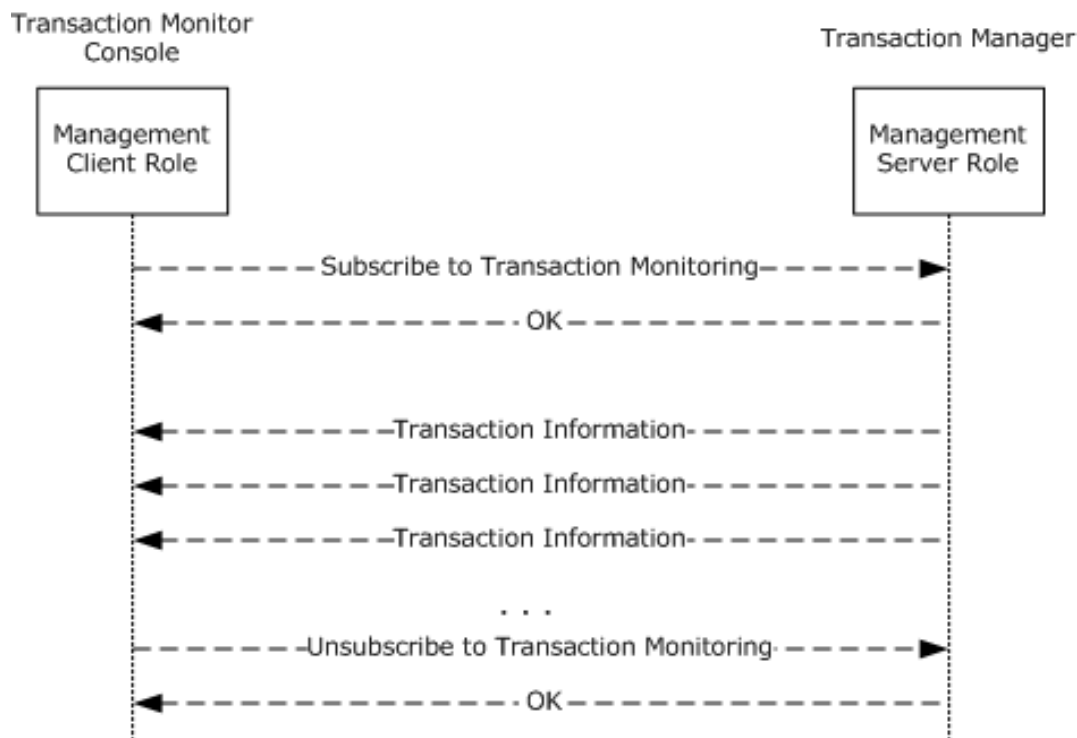 Transaction Monitor
Console
Transaction Manager
Management
Client Role
Management
Server Role
Subscribe to Transaction Monitoring
OK
Transaction Information
Transaction Information
Transaction Information
. . .
Unsubscribe to Transaction Monitoring
OK